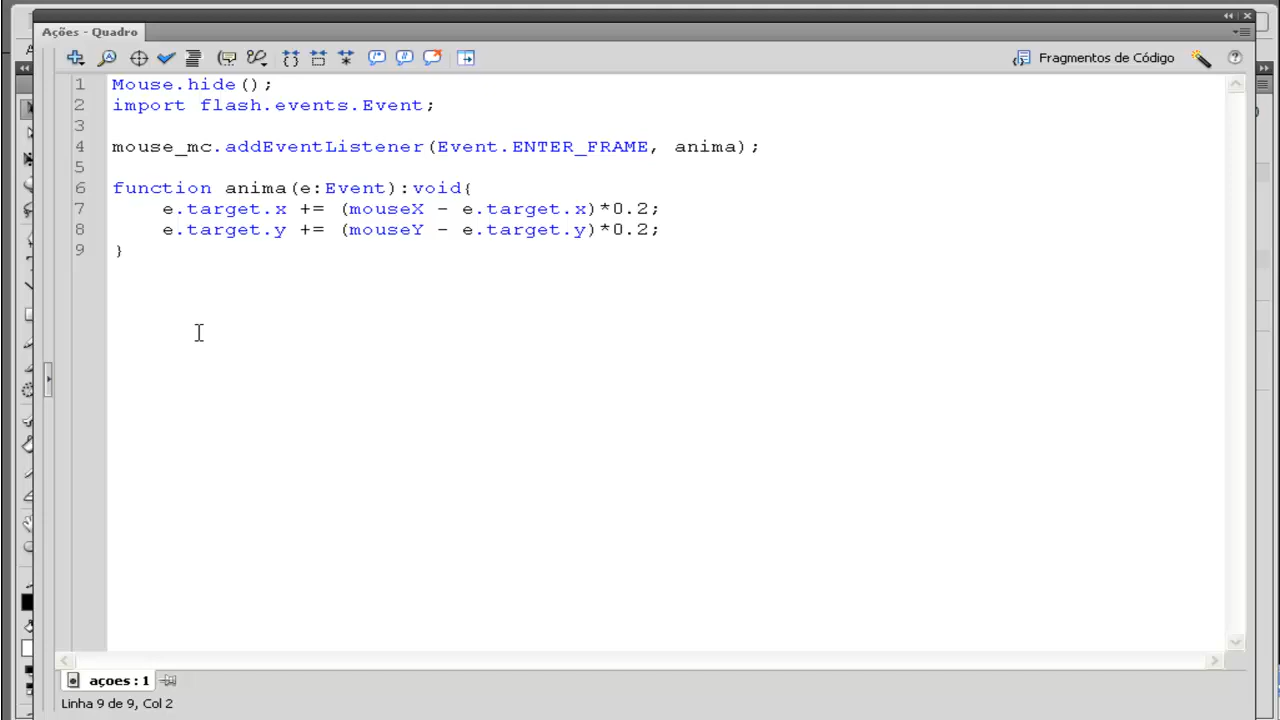 Ações - Quadro
Fragmentos de Código
1 Mouse.hide();
2 import flash.events.Event;
3
4 mouse_mc.addEventListener(Event.ENTER_FRAME, anima);
5
6 function anima(e:Event):void{
7 e.target.x += (mouseX - e.target.x)*0.2;
8 e.target.y += (mouseY - e.target.y)*0.2;
9 }
açoes : 1
Linha 9 de 9, Col 2